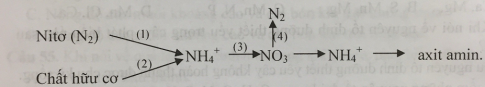 N₂
Nitơ (N₂) (1) (4)
NH₄⁺ (3) NO₃⁻ NH₄⁺ axit amin.
Chất hữu cơ (2)